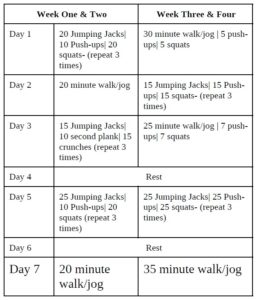 Week One & Two
Week Three & Four
Day 1
20 Jumping Jacks|
10 Push-ups| 20
squats- (repeat 3
times)
30 minute walk/jog | 5 push-
ups| 5 squats
Day 2
20 minute walk/jog
15 Jumping Jacks| 15 Push-
ups| 15 squats- (repeat 3
times)
Day 3
15 Jumping Jacks|
10 second plank| 15
crunches (repeat 3
times)
25 minute walk/jog | 7 push-
ups| 7 squats
Day 4
Rest
Day 5
25 Jumping Jacks|
10 Push-ups| 20
squats (repeat 3
times)
25 Jumping Jacks| 25 Push-
ups| 25 squats- (repeat 3
times)
Day 6
Rest
Day 7
20 minute
walk/jog
35 minute walk/jog